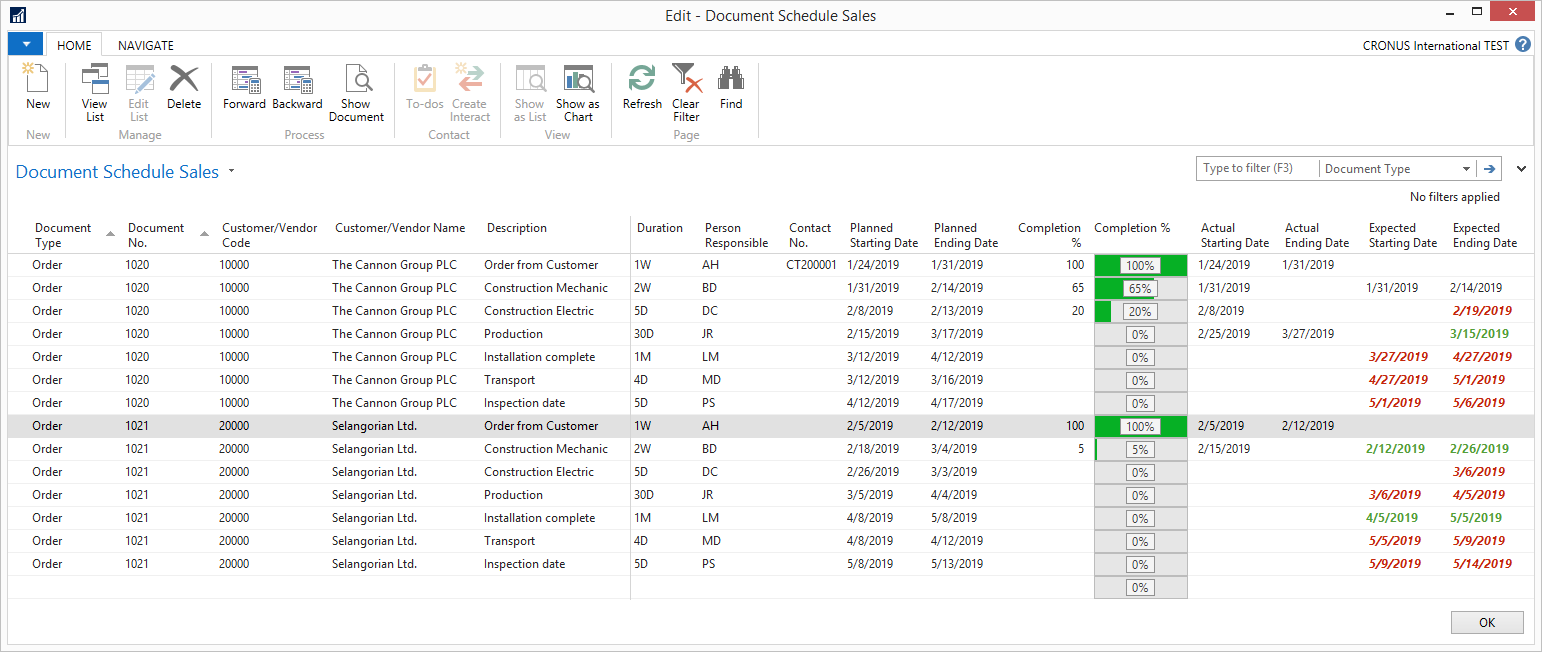 Edit - Document Schedule Sales
HOME NAVIGATE CRONUS International TEST ?
New View List Edit List Delete Forward Backward Show Document To-dos Create Interact Show as List Show as Chart Refresh Clear Filter Find
New Manage Process Contact View Page
Document Schedule Sales Type to filter (F3) Document Type
No filters applied
Document Type Document No. Customer/Vendor Code Customer/Vendor Name Description Duration Person Responsible Contact No. Planned Starting Date Planned Ending Date Completion % Completion % Actual Starting Date Actual Ending Date Expected Starting Date Expected Ending Date
Order 1020 10000 The Cannon Group PLC Order from Customer 1W AH CT200001 1/24/2019 1/31/2019 100 100% 1/24/2019 1/31/2019
Order 1020 10000 The Cannon Group PLC Construction Mechanic 2W BD 1/31/2019 2/14/2019 65 65% 1/31/2019 1/31/2019 2/14/2019
Order 1020 10000 The Cannon Group PLC Construction Electric 5D DC 2/8/2019 2/13/2019 20 20% 2/8/2019 2/19/2019
Order 1020 10000 The Cannon Group PLC Production 30D JR 2/15/2019 3/17/2019 0% 2/25/2019 3/27/2019 3/15/2019
Order 1020 10000 The Cannon Group PLC Installation complete 1M LM 3/12/2019 4/12/2019 0% 3/27/2019 4/27/2019
Order 1020 10000 The Cannon Group PLC Transport 4D MD 3/12/2019 3/16/2019 0% 4/27/2019 5/1/2019
Order 1020 10000 The Cannon Group PLC Inspection date 5D PS 4/12/2019 4/17/2019 0% 5/1/2019 5/6/2019
Order 1021 20000 Selangorian Ltd. Order from Customer 1W AH 2/5/2019 2/12/2019 100 100% 2/5/2019 2/12/2019
Order 1021 20000 Selangorian Ltd. Construction Mechanic 2W BD 2/18/2019 3/4/2019 5 5% 2/15/2019 2/12/2019 2/26/2019
Order 1021 20000 Selangorian Ltd. Construction Electric 5D DC 2/26/2019 3/3/2019 0% 3/6/2019
Order 1021 20000 Selangorian Ltd. Production 30D JR 3/5/2019 4/4/2019 0% 3/6/2019 4/5/2019
Order 1021 20000 Selangorian Ltd. Installation complete 1M LM 4/8/2019 5/8/2019 0% 4/5/2019 5/5/2019
Order 1021 20000 Selangorian Ltd. Transport 4D MD 4/8/2019 4/12/2019 0% 5/5/2019 5/9/2019
Order 1021 20000 Selangorian Ltd. Inspection date 5D PS 5/8/2019 5/13/2019 0% 5/9/2019 5/14/2019
0%
OK